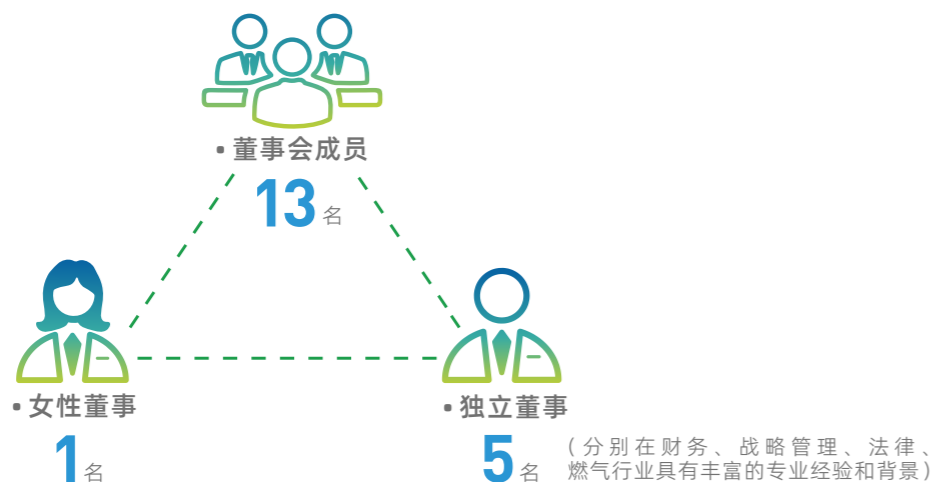 • 董事会成员
13 名
• 女性董事
1 名
• 独立董事
5 名
(分别在财务、战略管理、法律、
燃气行业具有丰富的专业经验和背景)